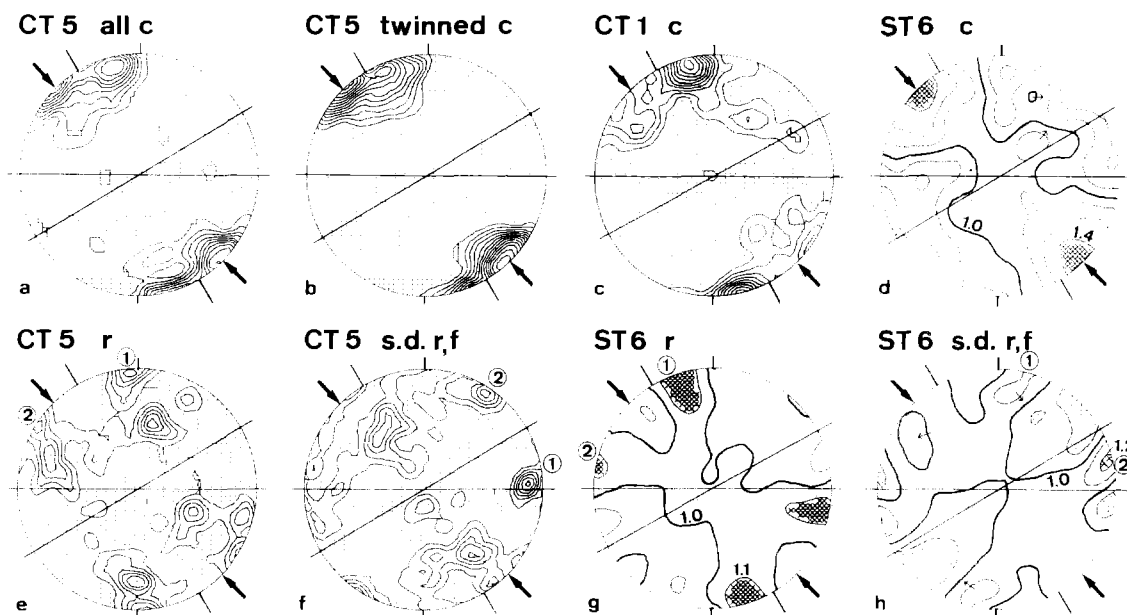 CT 5 all c
CT 5 twinned c
CT 1 c
ST 6 c
1.0
1.4
a
b
c
d
CT 5 r
CT 5 s.d. r,f
ST 6 r
ST 6 s.d. r,f
1
2
2
1
1
2
1.0
1.1
1
1.0
2
e
f
g
h